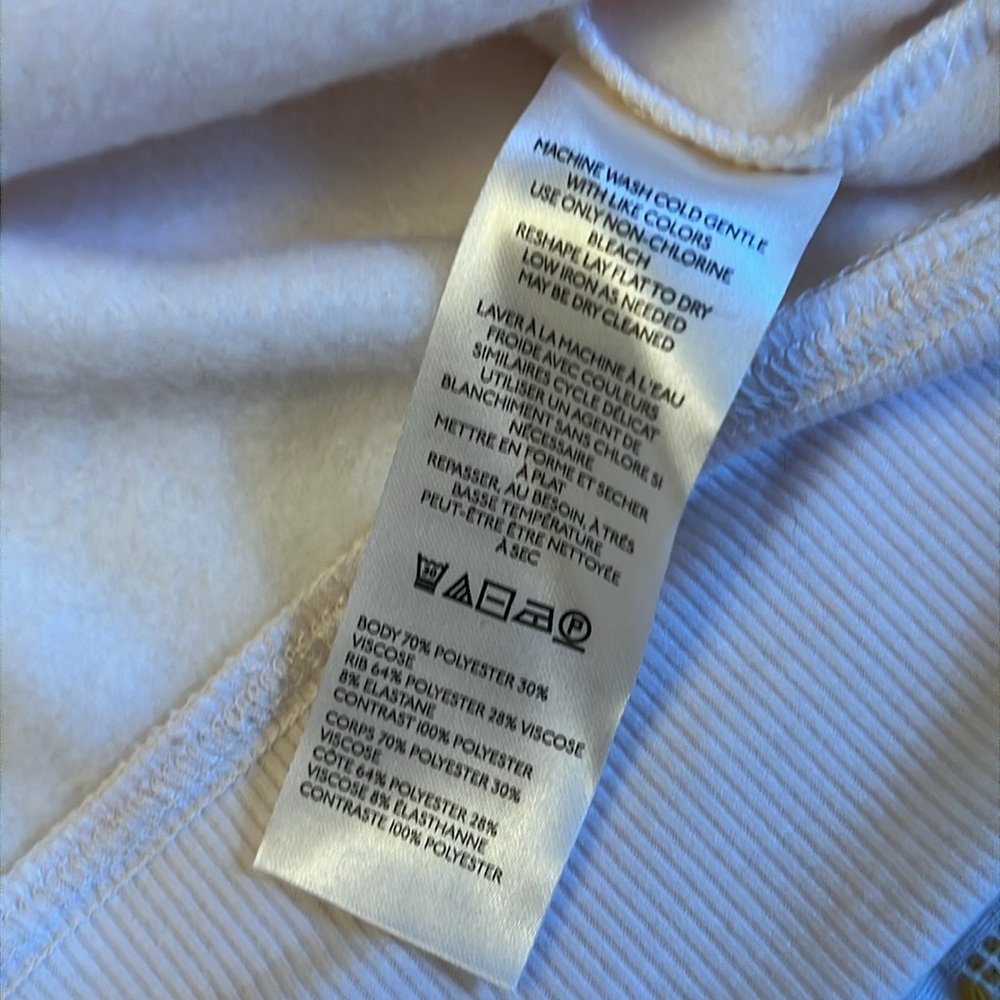 MACHINE WASH COLD GENTLE
WITH LIKE COLORS
USE ONLY NON-CHLORINE
BLEACH
RESHAPE LAY FLAT TO DRY
LOW IRON AS NEEDED
MAY BE DRY CLEANED
LAVER À LA MACHINE À L'EAU
FROIDE AVEC COULEURS
SIMILAIRES CYCLE DÉLICAT
UTILISER UN AGENT DE
BLANCHIMENT SANS CHLORE SI
NÉCESSAIRE
METTRE EN FORME ET SECHER
À PLAT
REPASSER, AU BESOIN, À TRÉS
BASSE TEMPÉRATURE
PEUT-ÊTRE ÊTRE NETTOYÉE
À SEC
30 P
BODY 70% POLYESTER 30%
VISCOSE
RIB 64% POLYESTER 28% VISCOSE
8% ELASTANE
CONTRAST 100% POLYESTER
CORPS 70% POLYESTER 30%
VISCOSE
CÔTE 64% POLYESTER 28%
VISCOSE 8% ÉLASTHANNE
CONTRASTE 100% POLYESTER